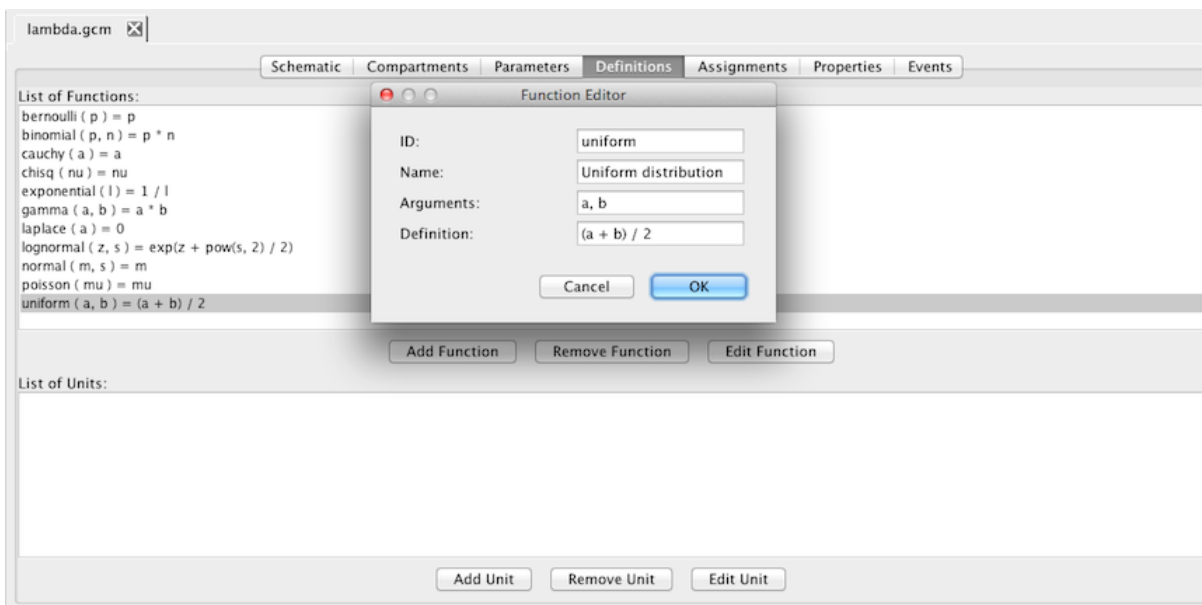 lambda.gcm
Schematic Compartments Parameters Definitions Assignments Properties Events
List of Functions:
bernoulli ( p ) = p
binomial ( p, n ) = p * n
cauchy ( a ) = a
chisq ( nu ) = nu
exponential ( l ) = 1 / l
gamma ( a, b ) = a * b
laplace ( a ) = 0
lognormal ( z, s ) = exp(z + pow(s, 2) / 2)
normal ( m, s ) = m
poisson ( mu ) = mu
uniform ( a, b ) = (a + b) / 2
Function Editor
ID: uniform
Name: Uniform distribution
Arguments: a, b
Definition: (a + b) / 2
Cancel OK
Add Function Remove Function Edit Function
List of Units:
Add Unit Remove Unit Edit Unit